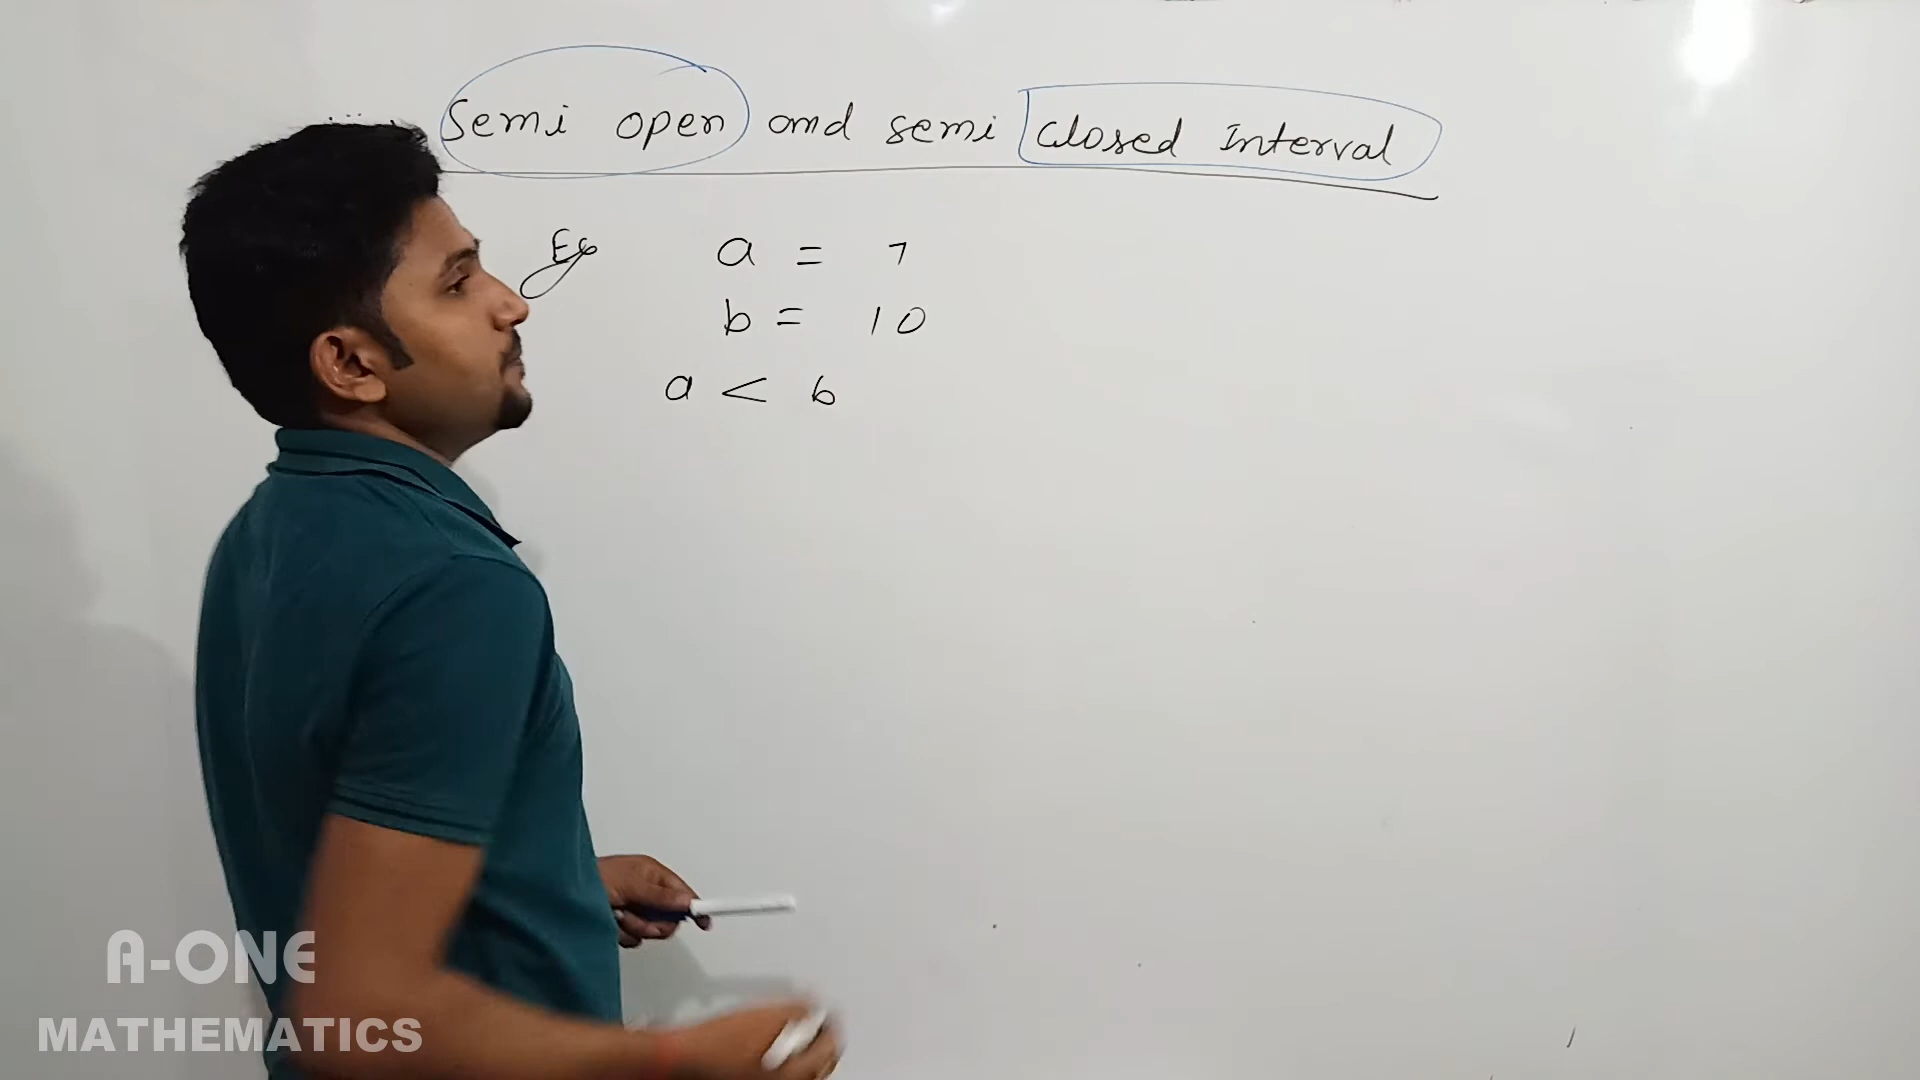 Semi open and semi closed Interval
Eg a = 7
b = 10
a < b
A-ONE
MATHEMATICS